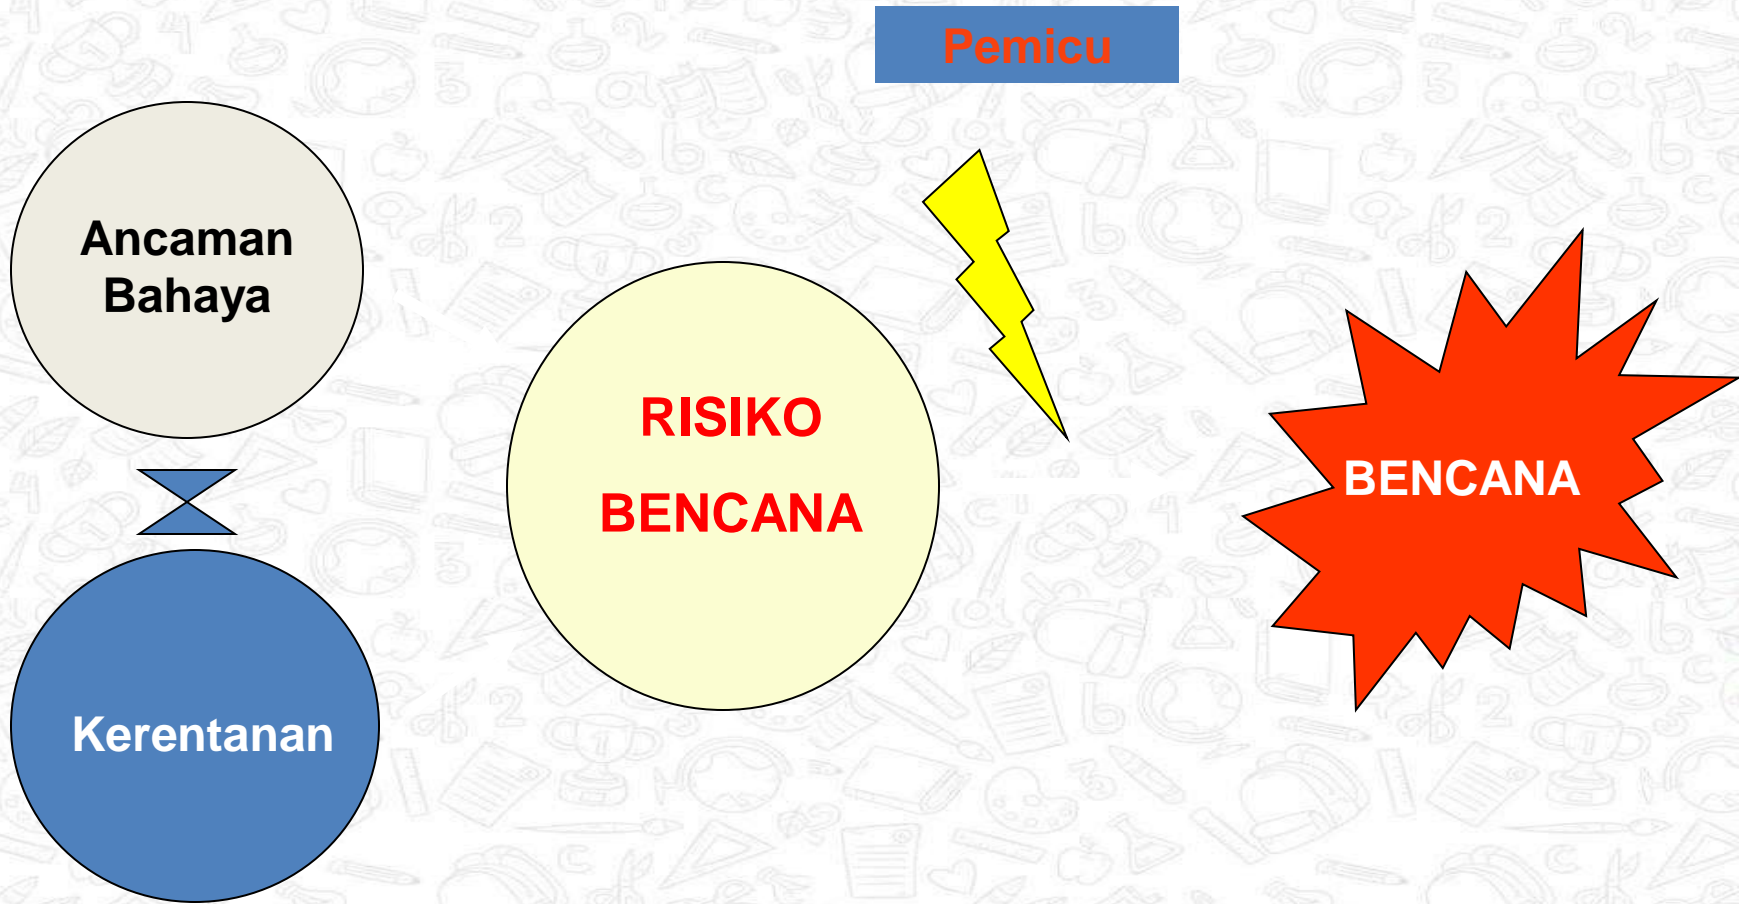 Pemicu
Ancaman
Bahaya
RISIKO
BENCANA
BENCANA
Kerentanan